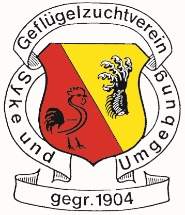 Geflügelzuchtverein
Syke und Umgebung
gegr. 1904